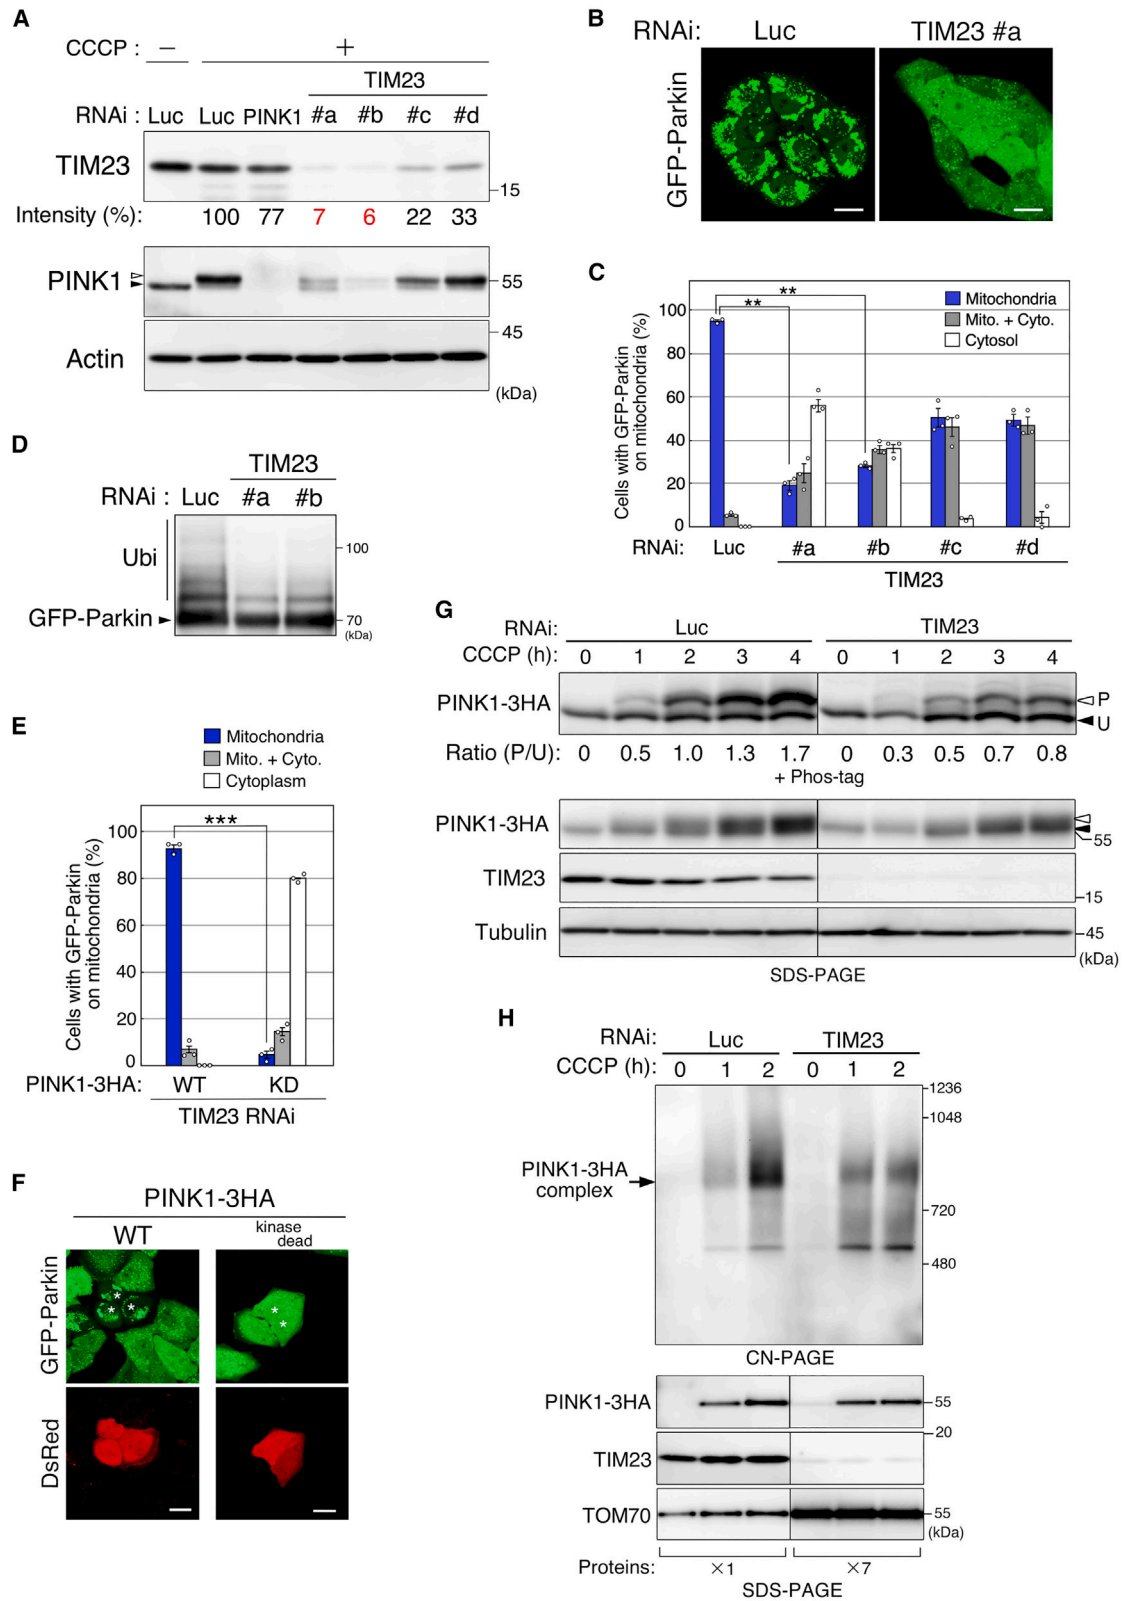 A
CCCP : − +
TIM23
RNAi : Luc Luc PINK1 #a #b #c #d
TIM23
15
Intensity (%): 100 77 7 6 22 33
PINK1
55
45
Actin
(kDa)
B
RNAi: Luc TIM23 #a
GFP-Parkin
C
Cells with GFP-Parkin
on mitochondria (%)
Mitochondria
Mito. + Cyto.
Cytosol
** **
100
80
60
40
20
0
RNAi: Luc #a #b #c #d
TIM23
D
TIM23
RNAi : Luc #a #b
Ubi
100
GFP-Parkin
70
(kDa)
E
Mitochondria
Mito. + Cyto.
Cytoplasm
Cells with GFP-Parkin
on mitochondria (%)
***
100
80
60
40
20
0
PINK1-3HA: WT KD
TIM23 RNAi
F
PINK1-3HA
WT kinase
dead
GFP-Parkin
* * *
* *
DsRed
G
RNAi: Luc TIM23
CCCP (h): 0 1 2 3 4 0 1 2 3 4
PINK1-3HA
P
U
Ratio (P/U): 0 0.5 1.0 1.3 1.7 0 0.3 0.5 0.7 0.8
+ Phos-tag
PINK1-3HA
55
TIM23
15
Tubulin
45
(kDa)
SDS-PAGE
H
RNAi: Luc TIM23
CCCP (h): 0 1 2 0 1 2
1236
1048
PINK1-3HA
complex
720
480
CN-PAGE
PINK1-3HA
55
20
TIM23
TOM70
55
(kDa)
Proteins: ×1 ×7
SDS-PAGE